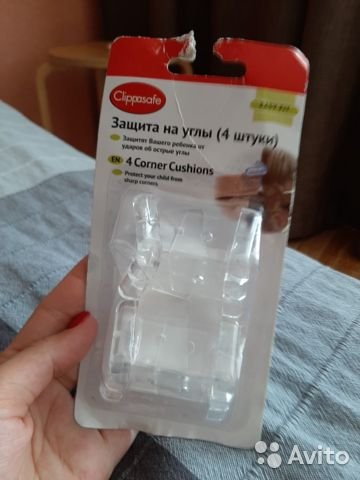 Clippasafe
Защита на углы (4 штуки)
Защитит Вашего ребенка от
ударов об острые углы
EN
4 Corner Cushions
Protect your child from
sharp corners
Avito